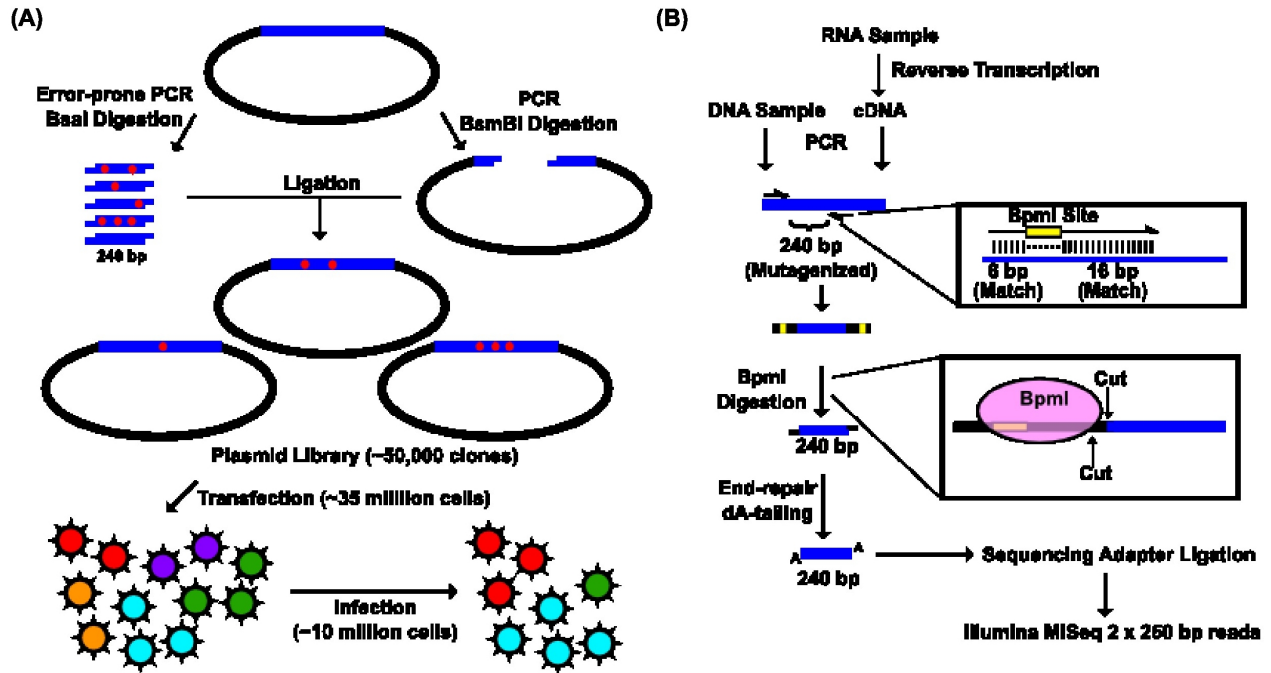 (A)
Error-prone PCR
BsaI Digestion
PCR
BsmBI Digestion
Ligation
240 bp
Plasmid Library (~50,000 clones)
Transfection (~35 million cells)
Infection
(~10 million cells)
(B)
RNA Sample
Reverse Transcription
DNA Sample
cDNA
PCR
240 bp
(Mutagenized)
BpmI Site
6 bp
(Match)
16 bp
(Match)
BpmI
Digestion
240 bp
BpmI
Cut
Cut
End-repair
dA-tailing
A
A
240 bp
Sequencing Adapter Ligation
Illumina MiSeq 2 x 250 bp reads